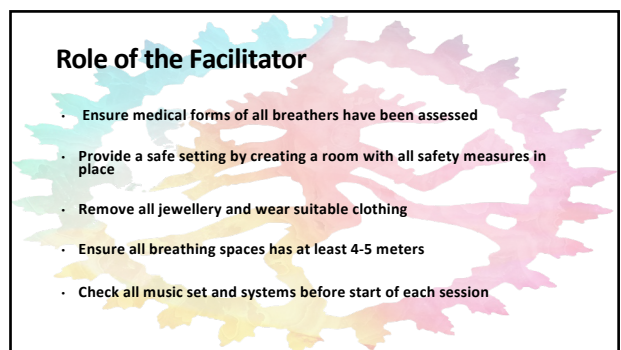 Role of the Facilitator
· Ensure medical forms of all breathers have been assessed
· Provide a safe setting by creating a room with all safety measures in
place
· Remove all jewellery and wear suitable clothing
· Ensure all breathing spaces has at least 4-5 meters
· Check all music set and systems before start of each session